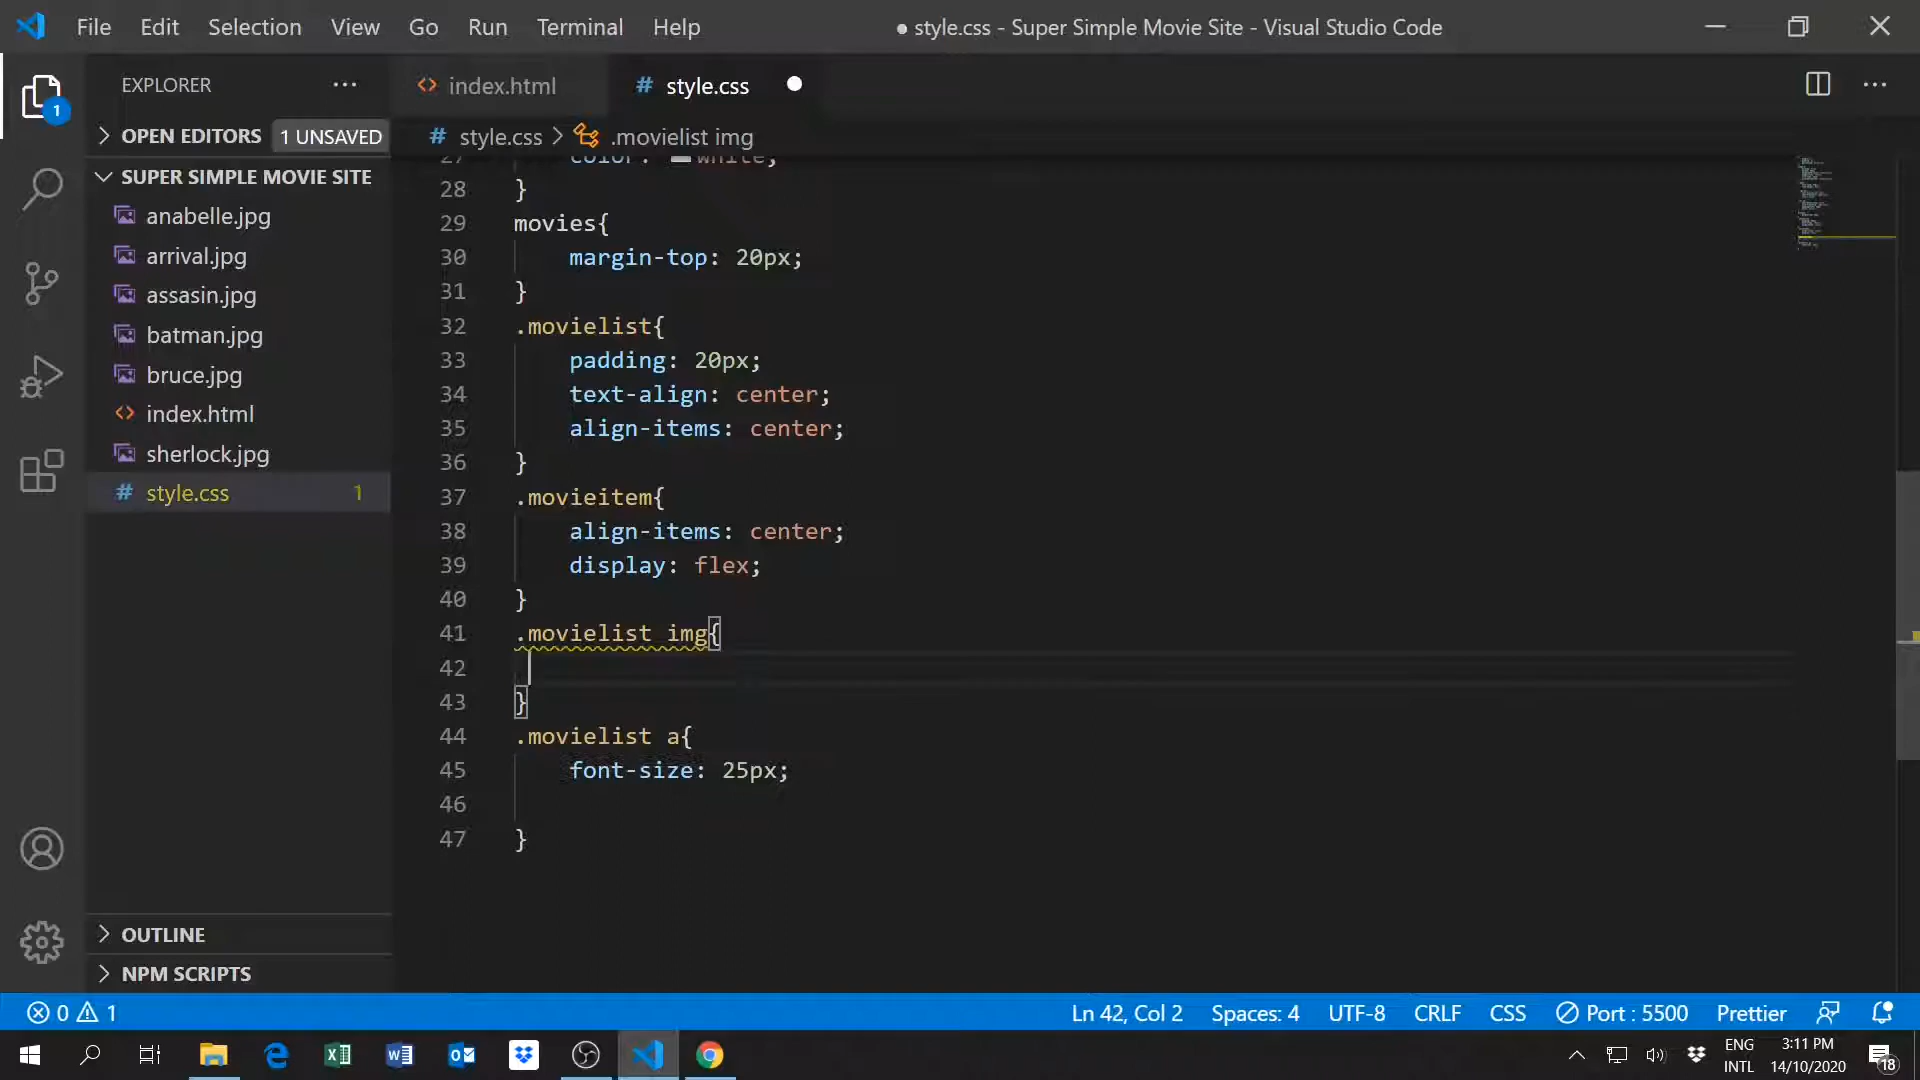 File Edit Selection View Go Run Terminal Help
● style.css - Super Simple Movie Site - Visual Studio Code
EXPLORER
index.html
# style.css
OPEN EDITORS 1 UNSAVED
# style.css > .movielist img
SUPER SIMPLE MOVIE SITE
anabelle.jpg
arrival.jpg
assasin.jpg
batman.jpg
bruce.jpg
index.html
sherlock.jpg
# style.css 1
27 color: white;
28 }
29 movies{
30 margin-top: 20px;
31 }
32 .movielist{
33 padding: 20px;
34 text-align: center;
35 align-items: center;
36 }
37 .movieitem{
38 align-items: center;
39 display: flex;
40 }
41 .movielist img{
42
43 }
44 .movielist a{
45 font-size: 25px;
46
47 }
OUTLINE
NPM SCRIPTS
0 1
Ln 42, Col 2 Spaces: 4 UTF-8 CRLF CSS Port : 5500 Prettier
1
ENG
INTL
3:11 PM
14/10/2020
18